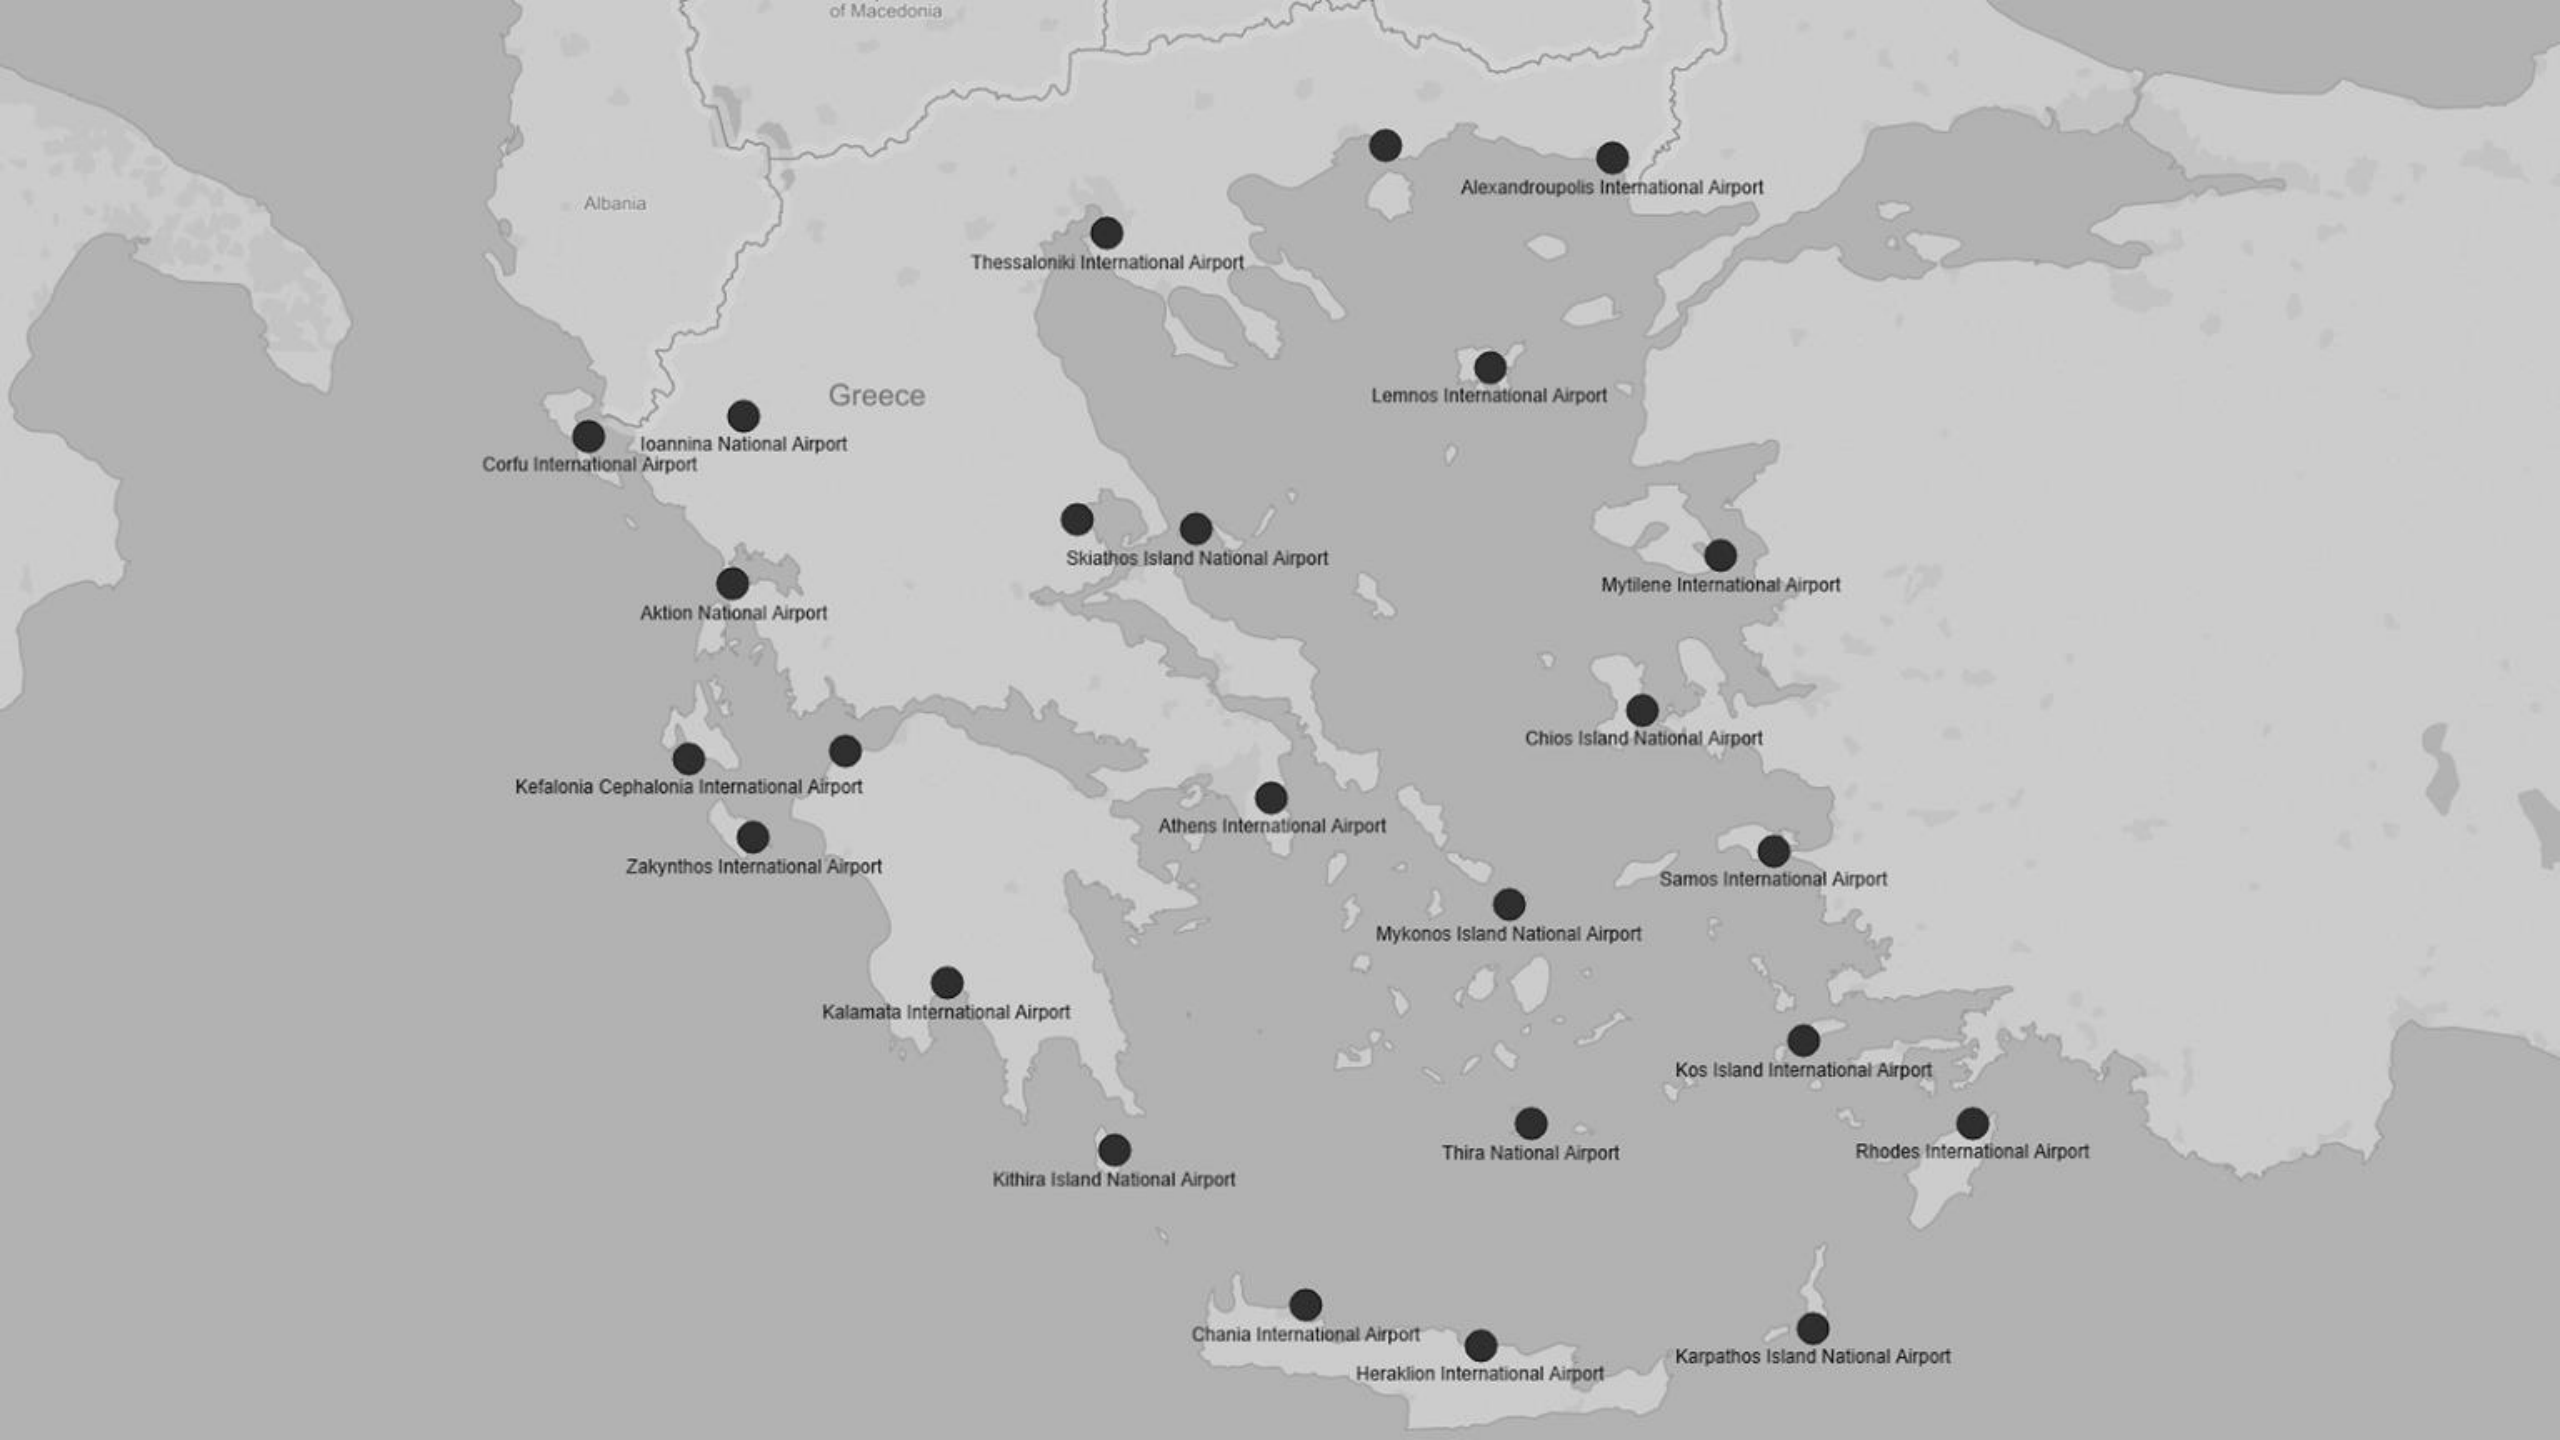 of Macedonia
Albania
Alexandroupolis International Airport
Thessaloniki International Airport
Greece
Lemnos International Airport
Ioannina National Airport
Corfu International Airport
Skiathos Island National Airport
Mytilene International Airport
Aktion National Airport
Chios Island National Airport
Kefalonia Cephalonia International Airport
Athens International Airport
Zakynthos International Airport
Samos International Airport
Mykonos Island National Airport
Kalamata International Airport
Kos Island International Airport
Thira National Airport
Rhodes International Airport
Kithira Island National Airport
Chania International Airport
Karpathos Island National Airport
Heraklion International Airport